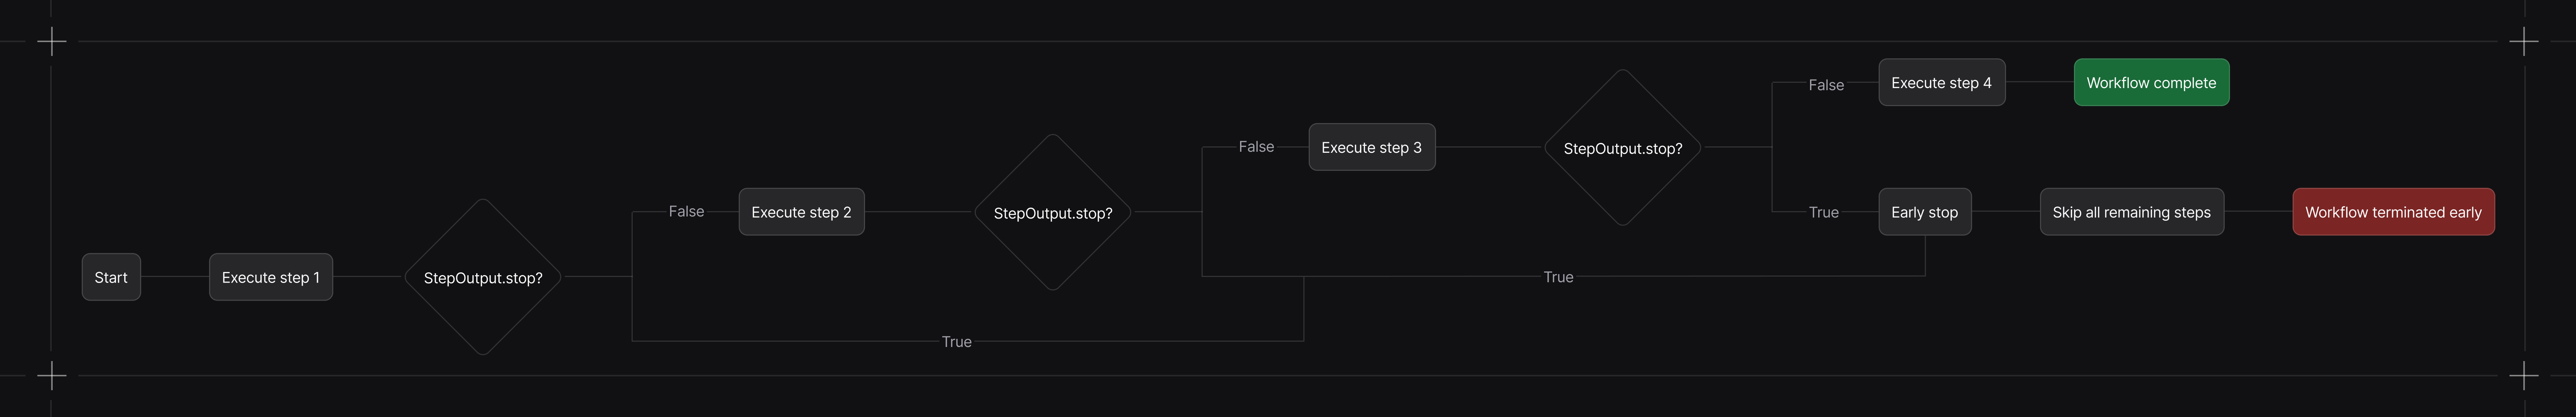 Start
Execute step 1
StepOutput.stop?
False
Execute step 2
StepOutput.stop?
False
Execute step 3
StepOutput.stop?
False
Execute step 4
Workflow complete
True
Early stop
Skip all remaining steps
Workflow terminated early
True
True